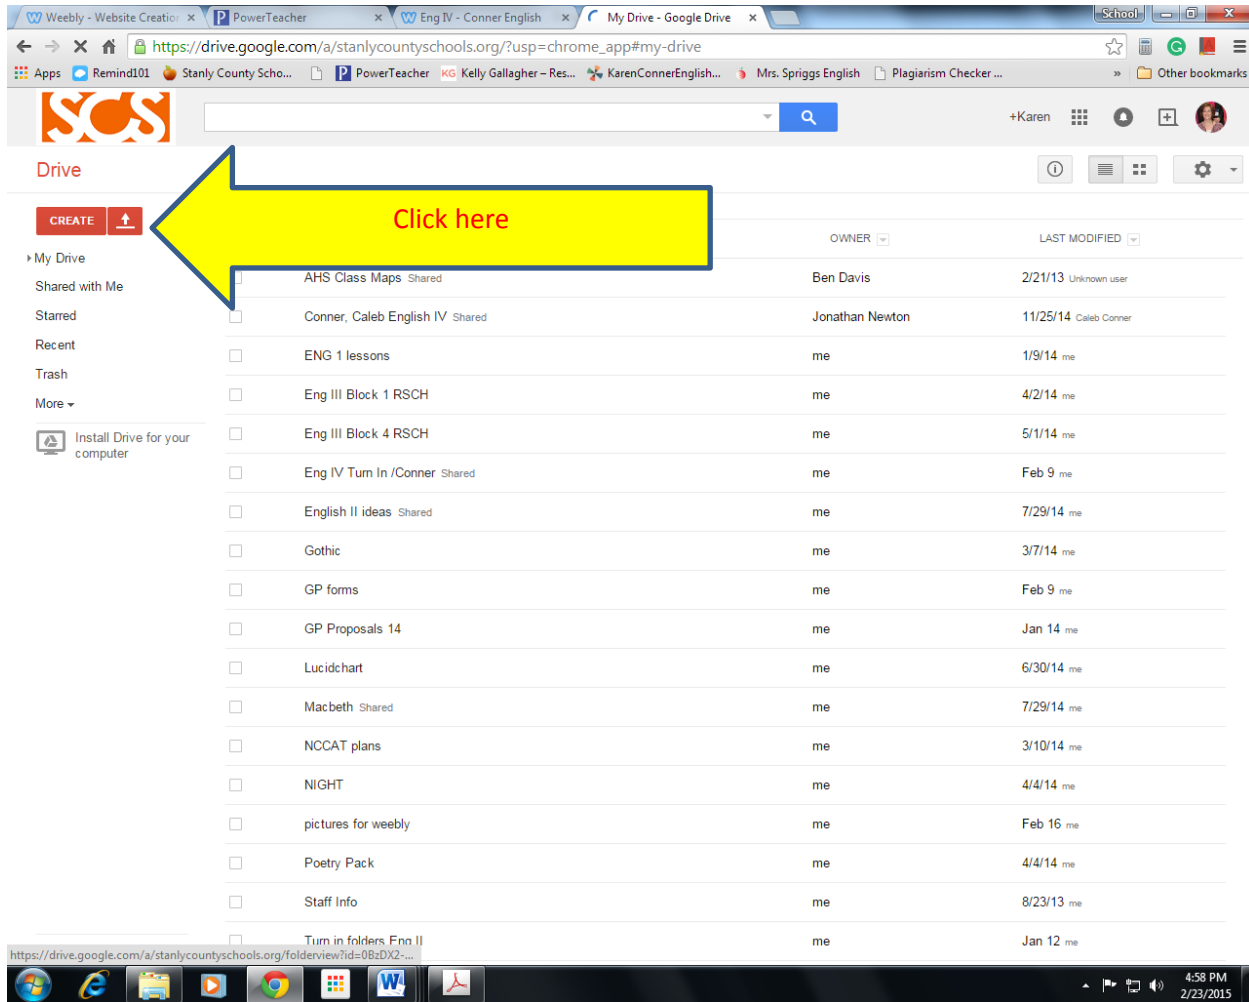 Weebly - Website Creation PowerTeacher Eng IV - Conner English My Drive - Google Drive School
https://drive.google.com/a/stanlycountyschools.org/?usp=chrome_app#my-drive
Apps Remind101 Stanly County Scho... PowerTeacher KG Kelly Gallagher – Res... KarenConnerEnglish... Mrs. Spriggs English Plagiarism Checker ... » Other bookmarks
SCS +Karen
Drive
CREATE
Click here
OWNER LAST MODIFIED
My Drive
Shared with Me
Starred
Recent
Trash
More
Install Drive for your
computer
AHS Class Maps Shared Ben Davis 2/21/13 Unknown user
Conner, Caleb English IV Shared Jonathan Newton 11/25/14 Caleb Conner
ENG 1 lessons me 1/9/14 me
Eng III Block 1 RSCH me 4/2/14 me
Eng III Block 4 RSCH me 5/1/14 me
Eng IV Turn In /Conner Shared me Feb 9 me
English II ideas Shared me 7/29/14 me
Gothic me 3/7/14 me
GP forms me Feb 9 me
GP Proposals 14 me Jan 14 me
Lucidchart me 6/30/14 me
Macbeth Shared me 7/29/14 me
NCCAT plans me 3/10/14 me
NIGHT me 4/4/14 me
pictures for weebly me Feb 16 me
Poetry Pack me 4/4/14 me
Staff Info me 8/23/13 me
Turn in folders Eng II me Jan 12 me
https://drive.google.com/a/stanlycountyschools.org/folderview?id=0BzDX2-...
4:58 PM
2/23/2015